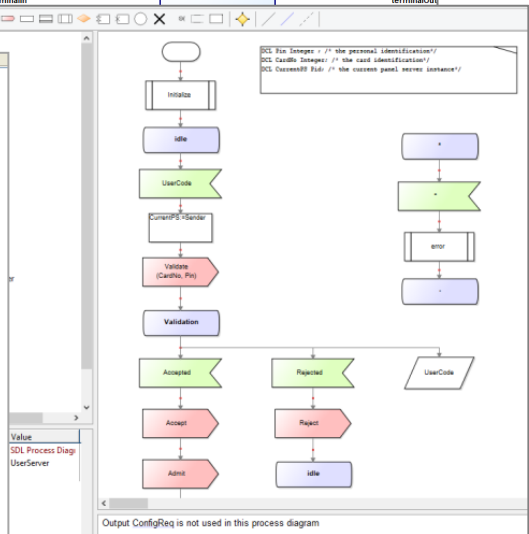 terminalOut
DCL Pin Integer : /* the personal identification*/
DCL CardNo Integer; /* the card identification*/
DCL CurrentPS Pid; /* the current panel server instance*/
Initialize
idle
*
UserCode
*
CurrentPS:=Sender
error
Validate
(CardNo, Pin)
-
Validation
Accepted
Rejected
UserCode
Accept
Reject
Value
SDL Process Diag
UserServer
Admit
idle
Output ConfigReq is not used in this process diagram